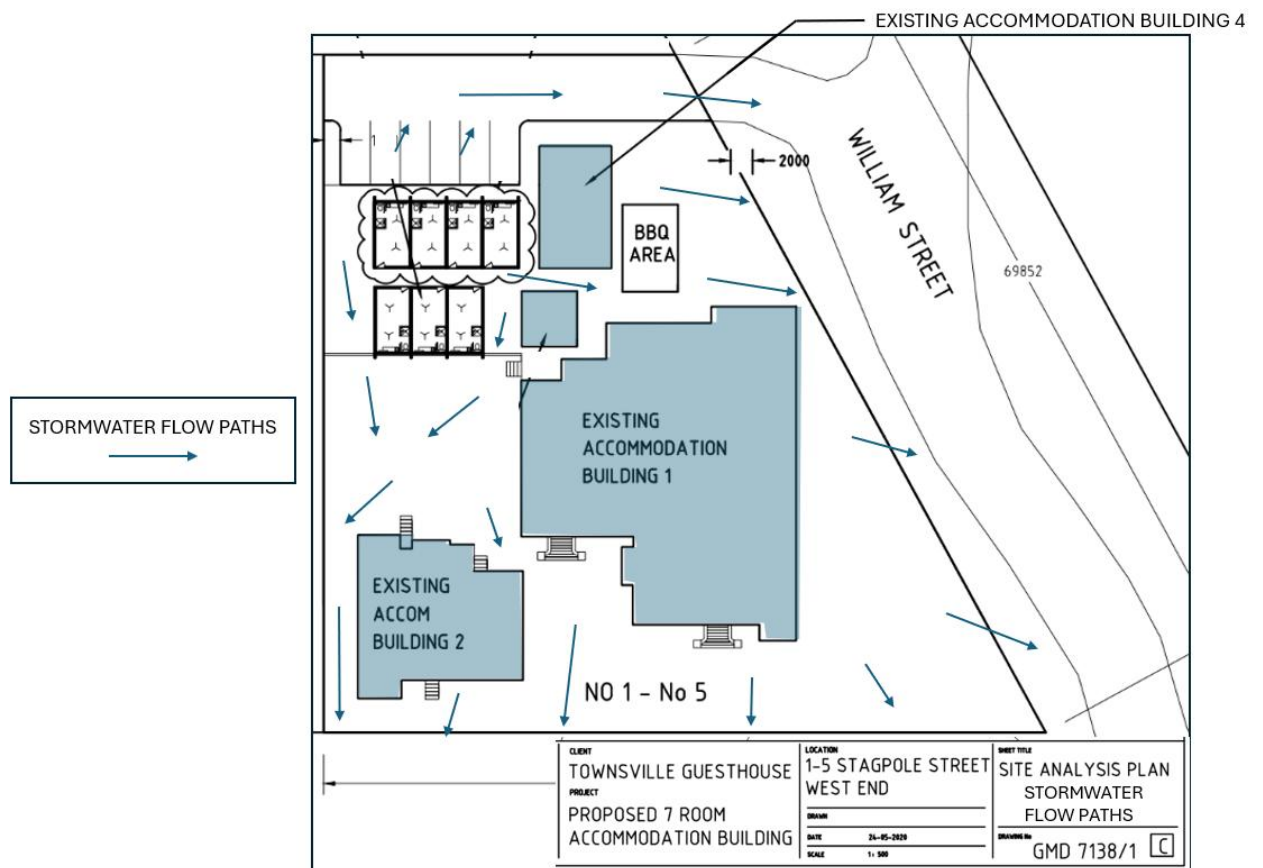 EXISTING ACCOMMODATION BUILDING 4
1
2000
WILLIAM STREET
BBQ
AREA
69852
STORMWATER FLOW PATHS
EXISTING
ACCOMMODATION
BUILDING 1
EXISTING
ACCOM
BUILDING 2
NO 1 - No 5
CLIENT
TOWNSVILLE GUESTHOUSE
PROJECT
PROPOSED 7 ROOM
ACCOMMODATION BUILDING
LOCATION
1-5 STAGPOLE STREET
WEST END
DRAWN
DATE 24-05-2020
SCALE 1: 500
SHEET TITLE
SITE ANALYSIS PLAN
STORMWATER
FLOW PATHS
DRAWING No
GMD 7138/1 C